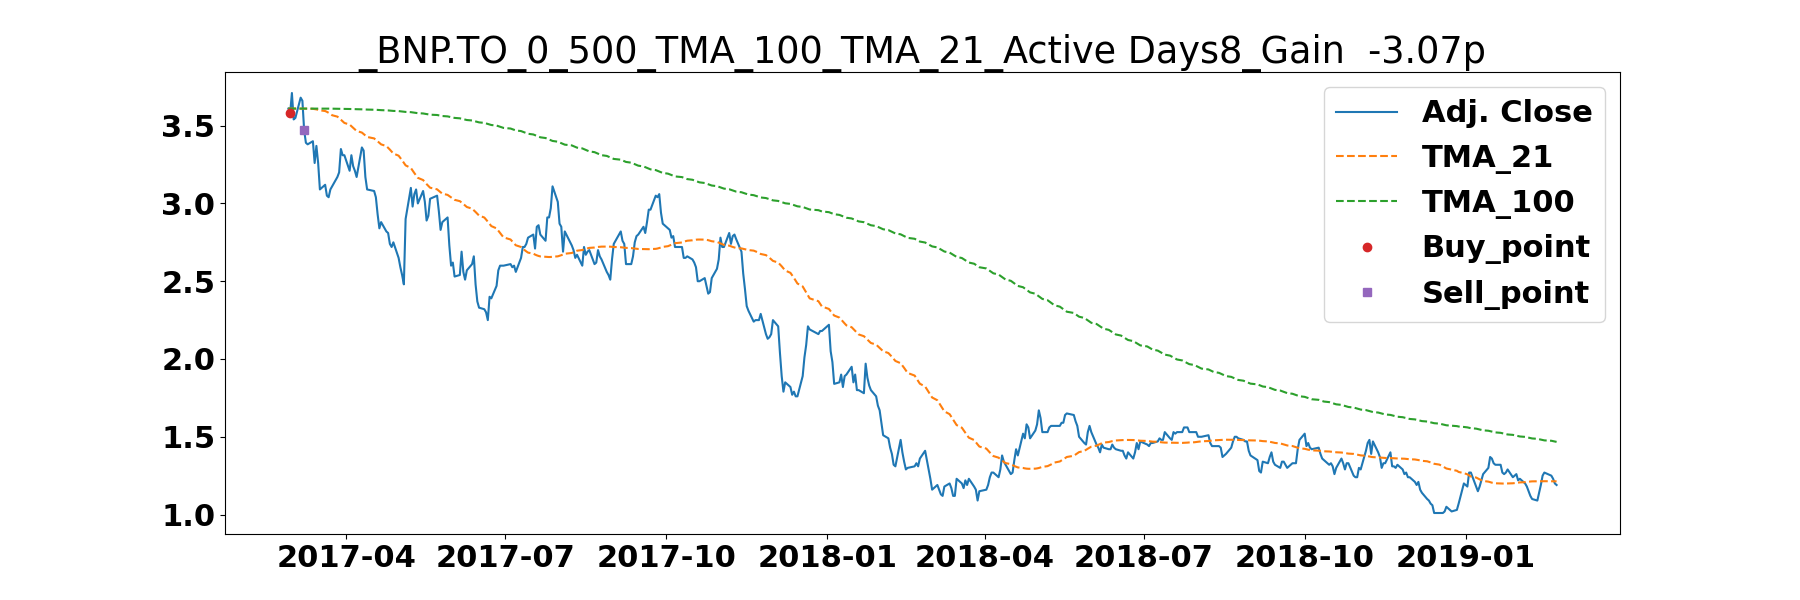 _BNP.TO_0_500_TMA_100_TMA_21_Active Days8_Gain  -3.07p
Adj. Close
TMA_21
TMA_100
Buy_point
Sell_point
3.5
3.0
2.5
2.0
1.5
1.0
2017-04 2017-07 2017-10 2018-01 2018-04 2018-07 2018-10 2019-01